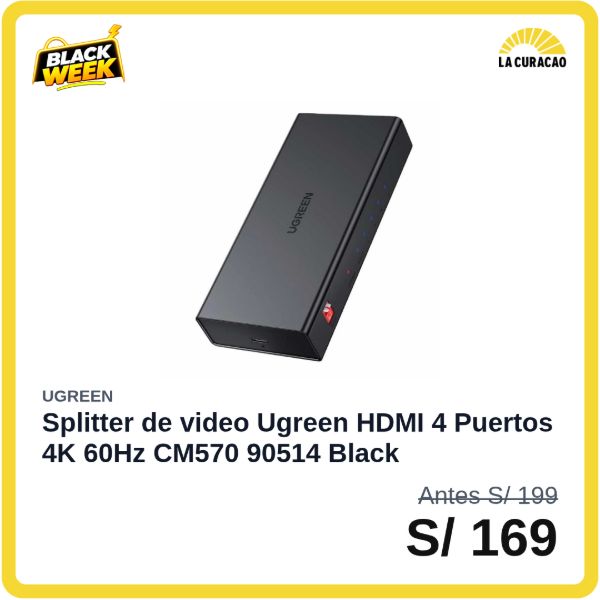 BLACK
WEEK
LA CURACAO
UGREEN
UGREEN
Splitter de video Ugreen HDMI 4 Puertos
4K 60Hz CM570 90514 Black
Antes S/ 199
S/ 169